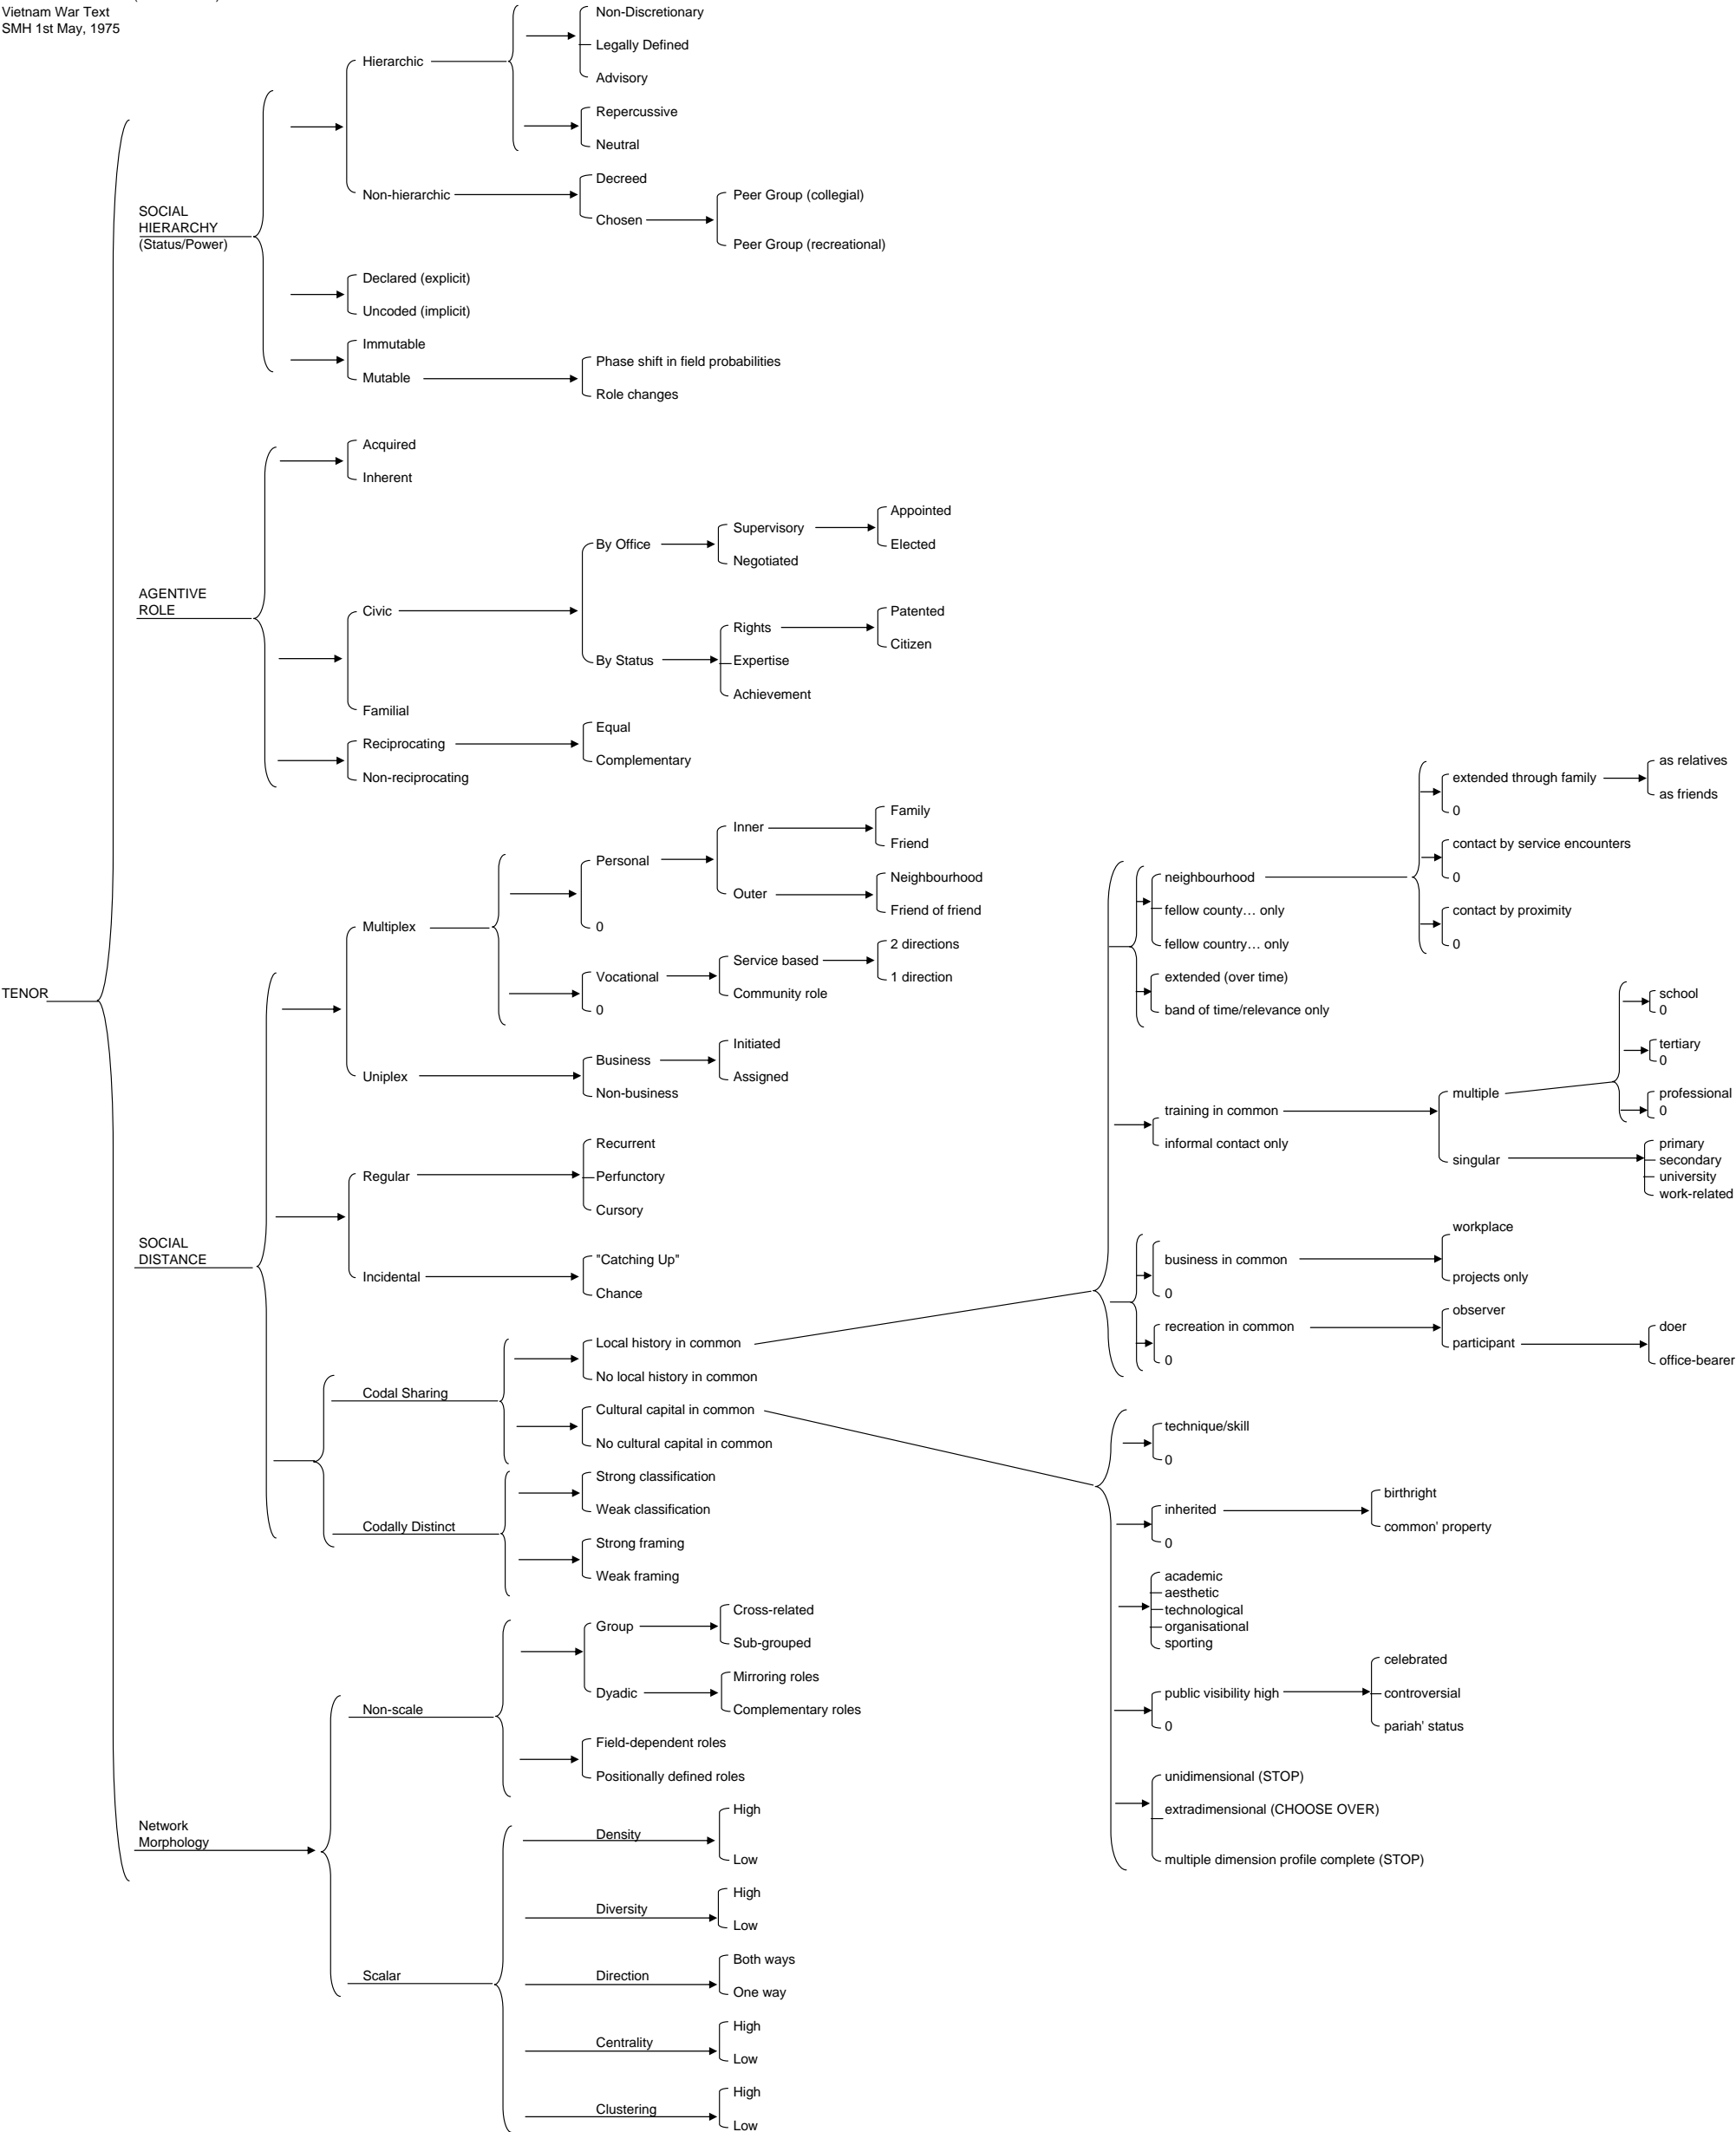 Vietnam War Text
SMH 1st May, 1975
TENOR
SOCIAL
HIERARCHY
(Status/Power)
Hierarchic
Non-Discretionary
Legally Defined
Advisory
Repercussive
Neutral
Non-hierarchic
Decreed
Chosen
Peer Group (collegial)
Peer Group (recreational)
Declared (explicit)
Uncoded (implicit)
Immutable
Mutable
Phase shift in field probabilities
Role changes
AGENTIVE
ROLE
Acquired
Inherent
Civic
By Office
Supervisory
Appointed
Elected
Negotiated
By Status
Rights
Patented
Citizen
Expertise
Achievement
Familial
Reciprocating
Equal
Complementary
Non-reciprocating
SOCIAL
DISTANCE
Multiplex
Personal
Inner
Family
Friend
Outer
Neighbourhood
Friend of friend
0
Vocational
Service based
2 directions
1 direction
Community role
0
Uniplex
Business
Initiated
Assigned
Non-business
Regular
Recurrent
Perfunctory
Cursory
Incidental
"Catching Up"
Chance
Codal Sharing
Local history in common
No local history in common
Cultural capital in common
No cultural capital in common
Codally Distinct
Strong classification
Weak classification
Strong framing
Weak framing
neighbourhood
extended through family
as relatives
as friends
0
contact by service encounters
0
contact by proximity
0
fellow county… only
fellow country… only
extended (over time)
band of time/relevance only
training in common
multiple
school
0
tertiary
0
professional
0
singular
primary
secondary
university
work-related
informal contact only
business in common
workplace
projects only
0
recreation in common
observer
participant
doer
office-bearer
0
technique/skill
0
inherited
birthright
common' property
0
academic
aesthetic
technological
organisational
sporting
public visibility high
celebrated
controversial
pariah' status
0
unidimensional (STOP)
extradimensional (CHOOSE OVER)
multiple dimension profile complete (STOP)
Network
Morphology
Non-scale
Group
Cross-related
Sub-grouped
Dyadic
Mirroring roles
Complementary roles
Field-dependent roles
Positionally defined roles
Scalar
Density
High
Low
Diversity
High
Low
Direction
Both ways
One way
Centrality
High
Low
Clustering
High
Low